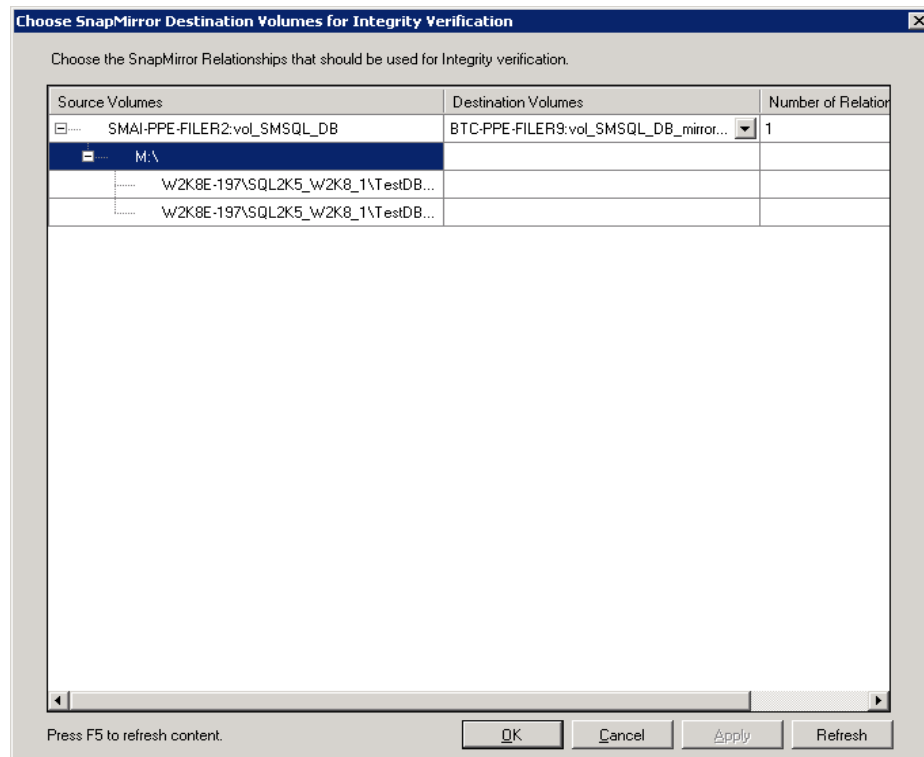 Choose SnapMirror Destination Volumes for Integrity Verification
Choose the SnapMirror Relationships that should be used for Integrity verification.
Source Volumes Destination Volumes Number of Relation
SMAI-PPE-FILER2:vol_SMSQL_DB BTC-PPE-FILER9:vol_SMSQL_DB_mirror... 1
M:\
W2K8E-197\SQL2K5_W2K8_1\TestDB...
W2K8E-197\SQL2K5_W2K8_1\TestDB...
Press F5 to refresh content. OK Cancel Apply Refresh